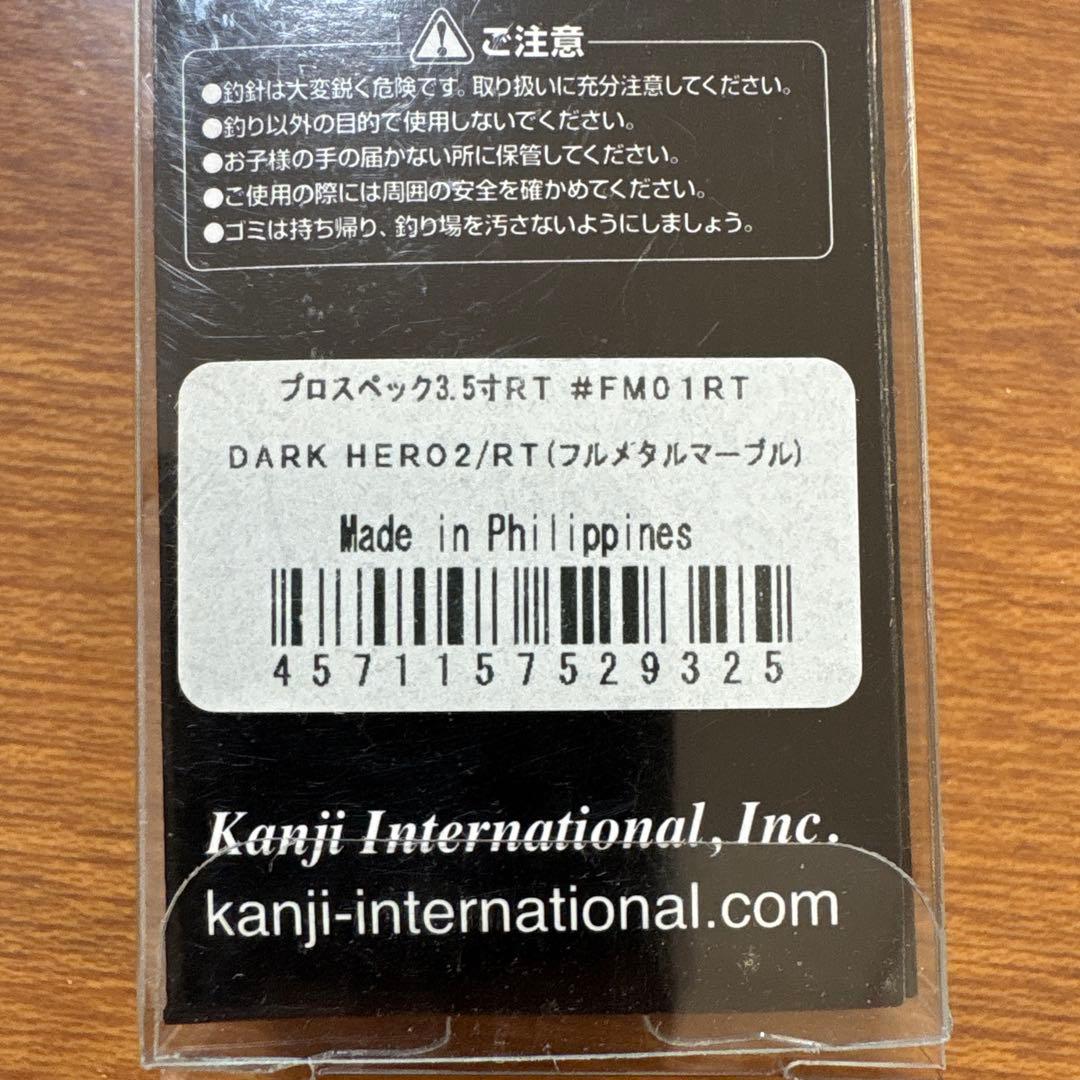 ご注意
●釣針は大変鋭く危険です。取り扱いに充分注意してください。
●釣り以外の目的で使用しないでください。
●お子様の手の届かない所に保管してください。
●ご使用の際には周囲の安全を確かめてください。
●ゴミは持ち帰り、釣り場を汚さないようにしましょう。
プロスペック3.5寸RT #FM01RT
DARK HERO2/RT(フルメタルマーブル)
Made in Philippines
4571157529325
Kanji International, Inc.
kanji-international.com